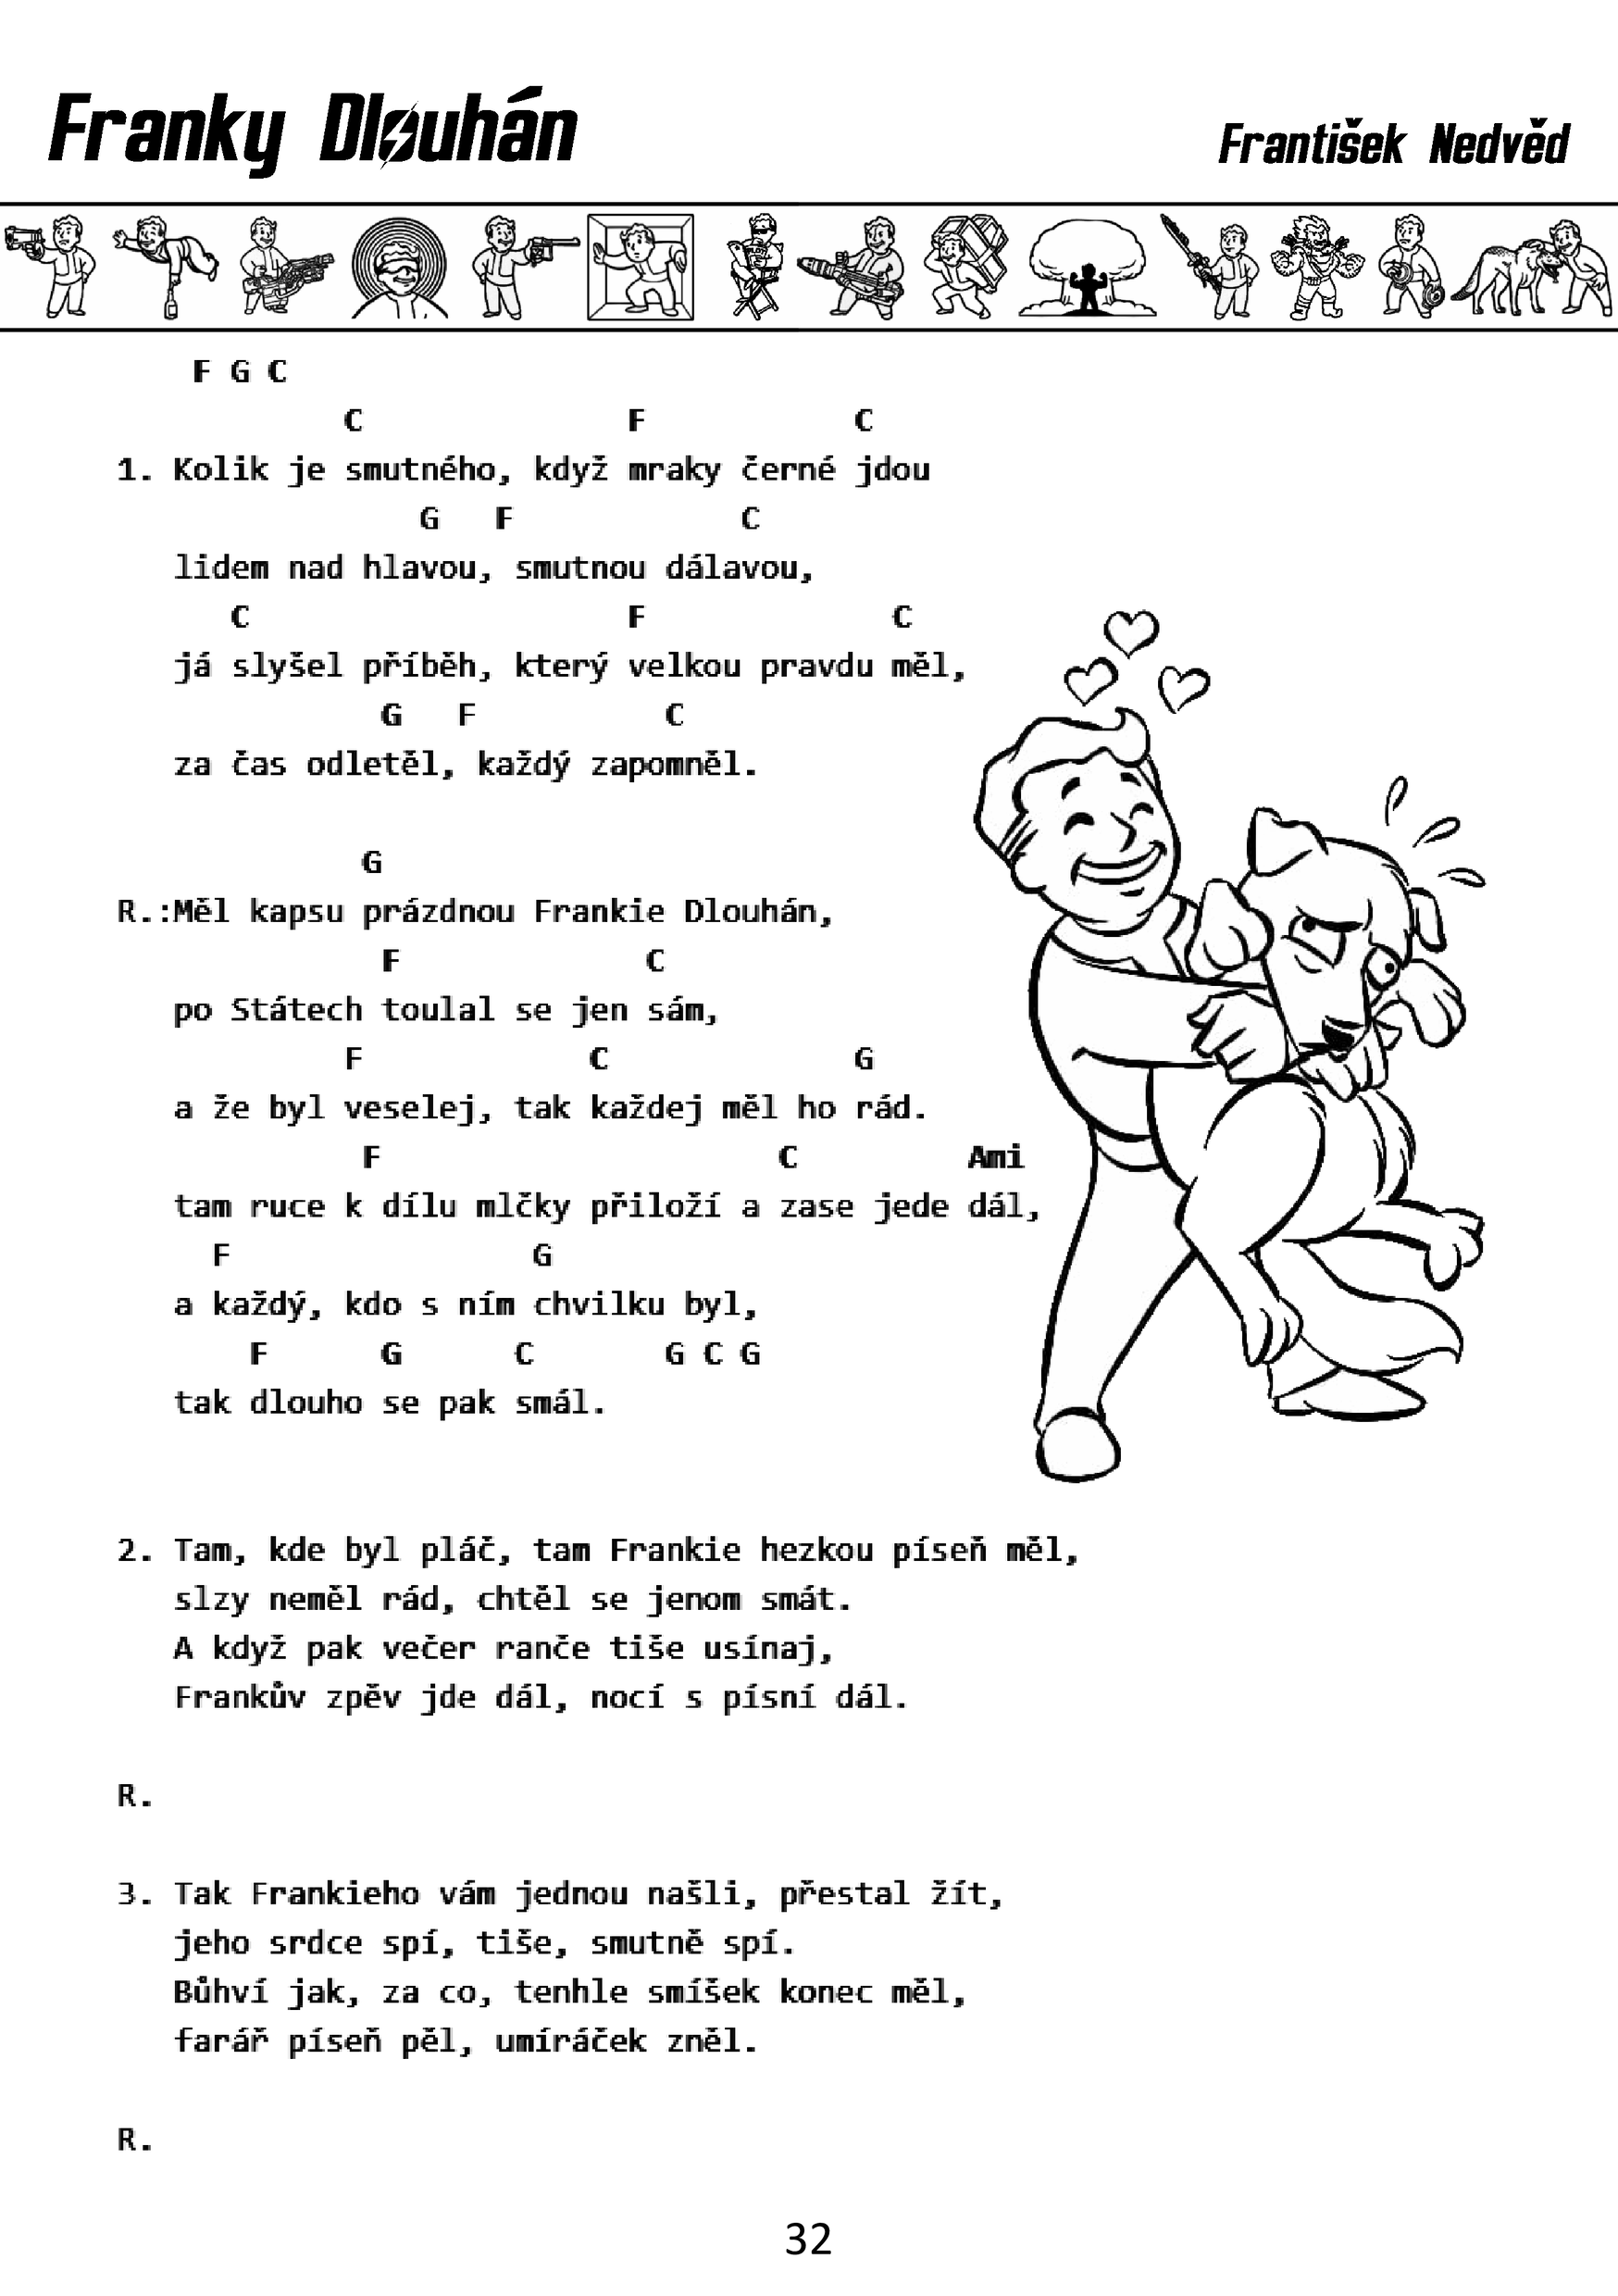 Franky Dlouhán
František Nedvěd
F G C
C F C
1. Kolik je smutného, když mraky černé jdou
G F C
lidem nad hlavou, smutnou dálavou,
C F C
já slyšel příběh, který velkou pravdu měl,
G F C
za čas odletěl, každý zapomněl.
G
R.:Měl kapsu prázdnou Frankie Dlouhán,
F C
po Státech toulal se jen sám,
F C G
a že byl veselej, tak každej měl ho rád.
F C Ami
tam ruce k dílu mlčky přiloží a zase jede dál,
F G
a každý, kdo s ním chvilku byl,
F G C G C G
tak dlouho se pak smál.
2. Tam, kde byl pláč, tam Frankie hezkou píseň měl,
slzy neměl rád, chtěl se jenom smát.
A když pak večer ranče tiše usínaj,
Frankův zpěv jde dál, nocí s písní dál.
R.
3. Tak Frankieho vám jednou našli, přestal žít,
jeho srdce spí, tiše, smutně spí.
Bůhví jak, za co, tenhle smíšek konec měl,
farář píseň pěl, umíráček zněl.
R.
32